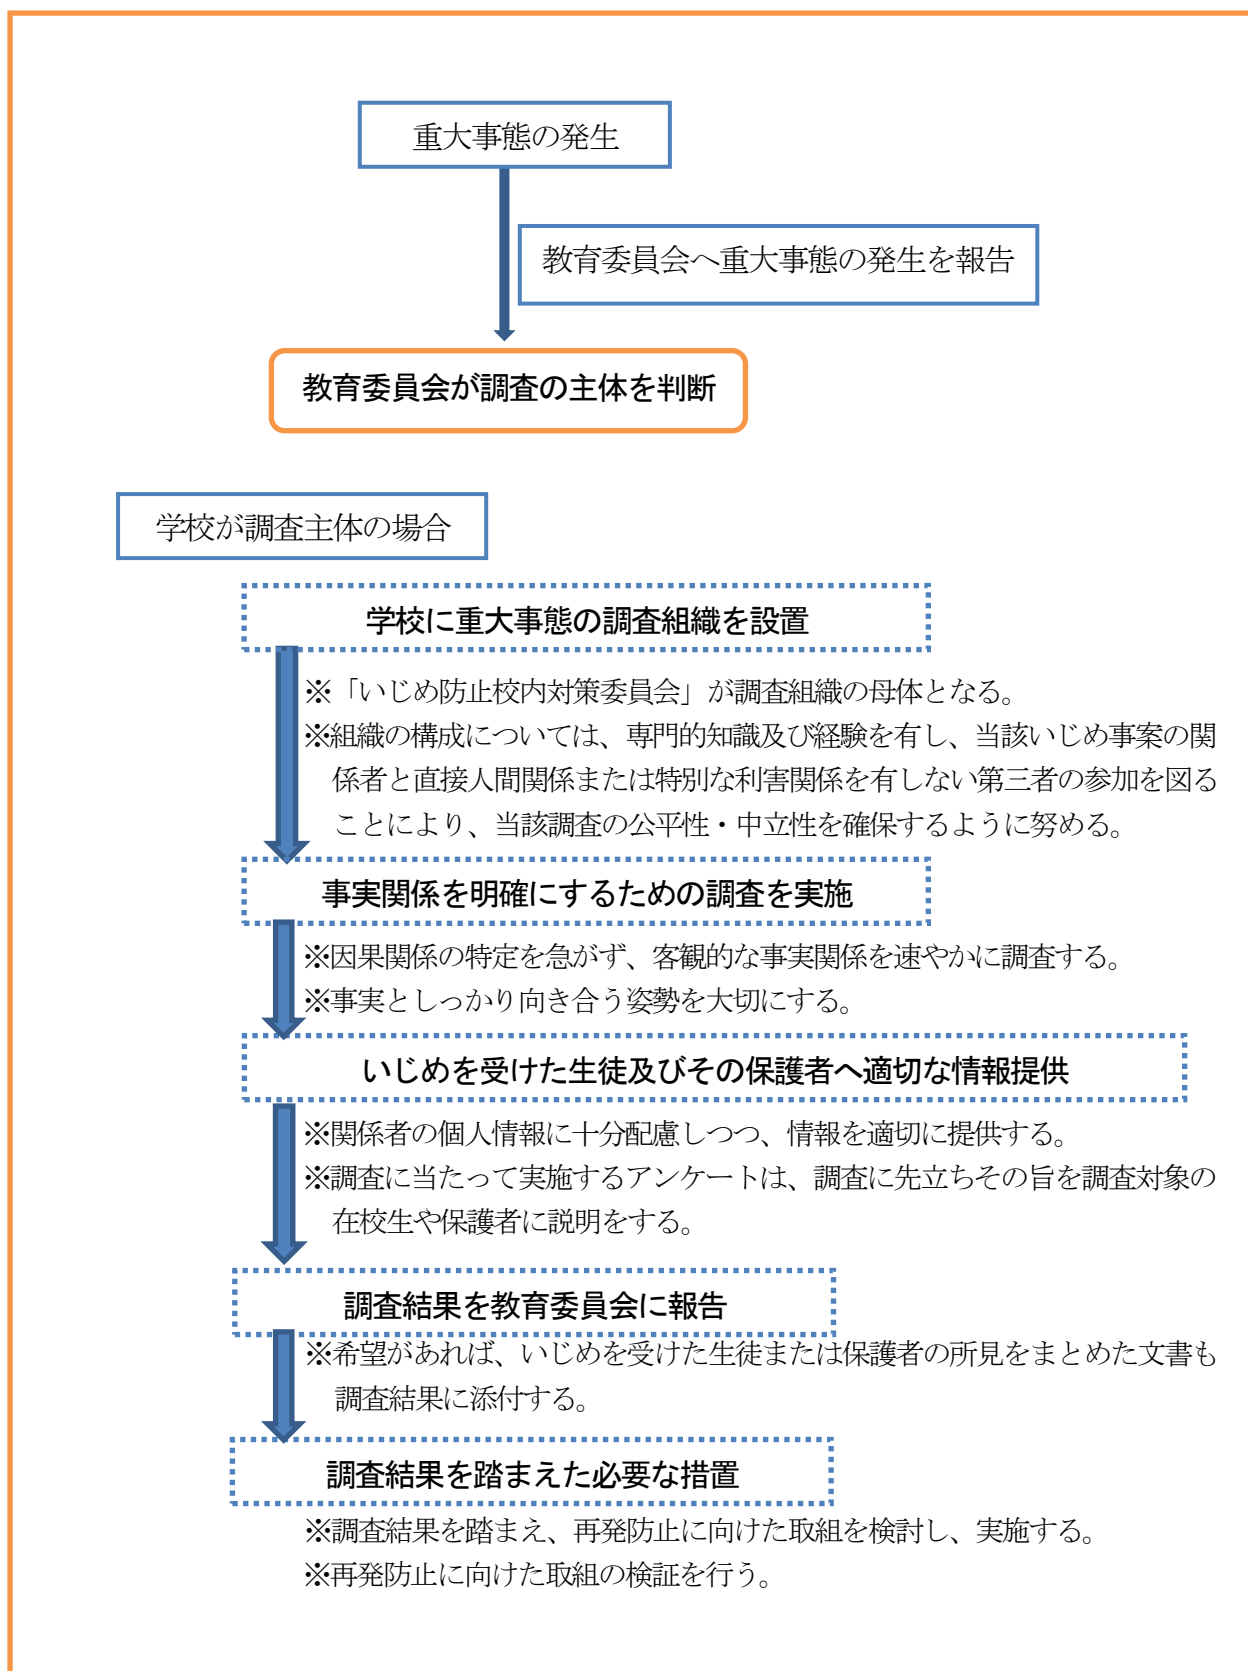 重大事態の発生
教育委員会へ重大事態の発生を報告
教育委員会が調査の主体を判断
学校が調査主体の場合
学校に重大事態の調査組織を設置
※「いじめ防止校内対策委員会」が調査組織の母体となる。
※組織の構成については、専門的知識及び経験を有し、当該いじめ事案の関
係者と直接人間関係または特別な利害関係を有しない第三者の参加を図る
ことにより、当該調査の公平性・中立性を確保するように努める。
事実関係を明確にするための調査を実施
※因果関係の特定を急がず、客観的な事実関係を速やかに調査する。
※事実としっかり向き合う姿勢を大切にする。
いじめを受けた生徒及びその保護者へ適切な情報提供
※関係者の個人情報に十分配慮しつつ、情報を適切に提供する。
※調査に当たって実施するアンケートは、調査に先立ちその旨を調査対象の
在校生や保護者に説明をする。
調査結果を教育委員会に報告
※希望があれば、いじめを受けた生徒または保護者の所見をまとめた文書も
調査結果に添付する。
調査結果を踏まえた必要な措置
※調査結果を踏まえ、再発防止に向けた取組を検討し、実施する。
※再発防止に向けた取組の検証を行う。